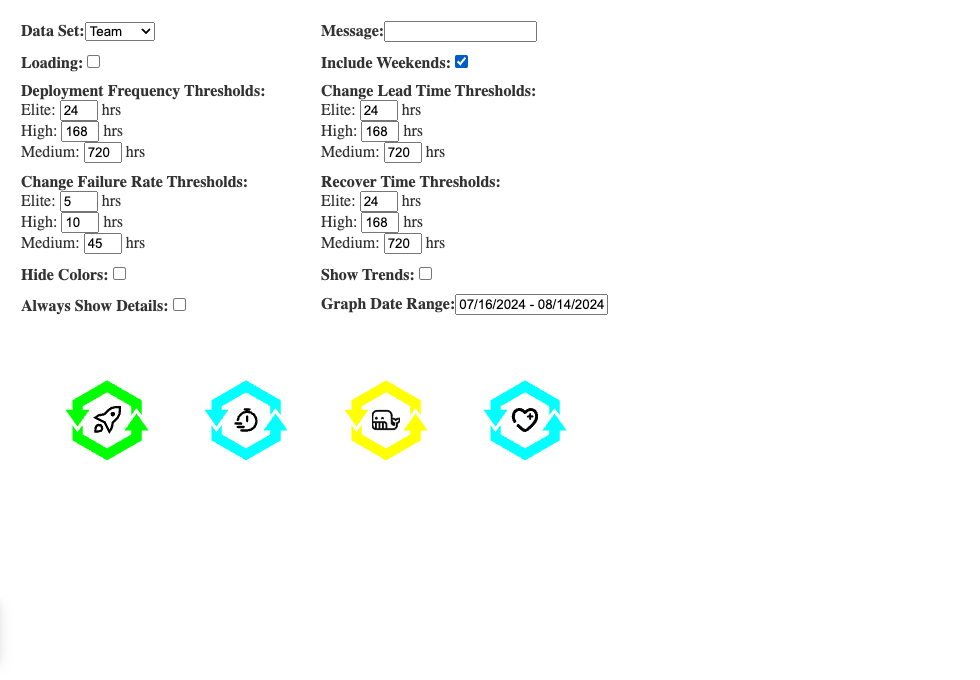 Data Set: Team
Message:
Loading:
Include Weekends:
Deployment Frequency Thresholds:
Elite: 24 hrs
High: 168 hrs
Medium: 720 hrs
Change Lead Time Thresholds:
Elite: 24 hrs
High: 168 hrs
Medium: 720 hrs
Change Failure Rate Thresholds:
Elite: 5 hrs
High: 10 hrs
Medium: 45 hrs
Recover Time Thresholds:
Elite: 24 hrs
High: 168 hrs
Medium: 720 hrs
Hide Colors:
Show Trends:
Always Show Details:
Graph Date Range: 07/16/2024 - 08/14/2024